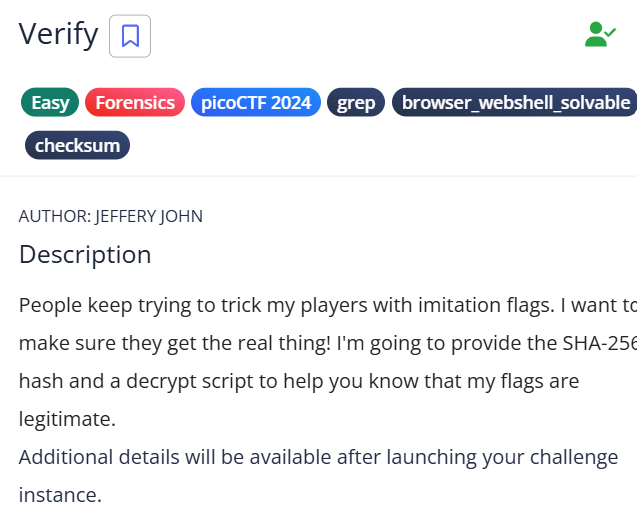 Verify
Easy Forensics picoCTF 2024 grep browser_webshell_solvable
checksum
AUTHOR: JEFFERY JOHN
Description
People keep trying to trick my players with imitation flags. I want to
make sure they get the real thing! I'm going to provide the SHA-256
hash and a decrypt script to help you know that my flags are
legitimate.
Additional details will be available after launching your challenge
instance.